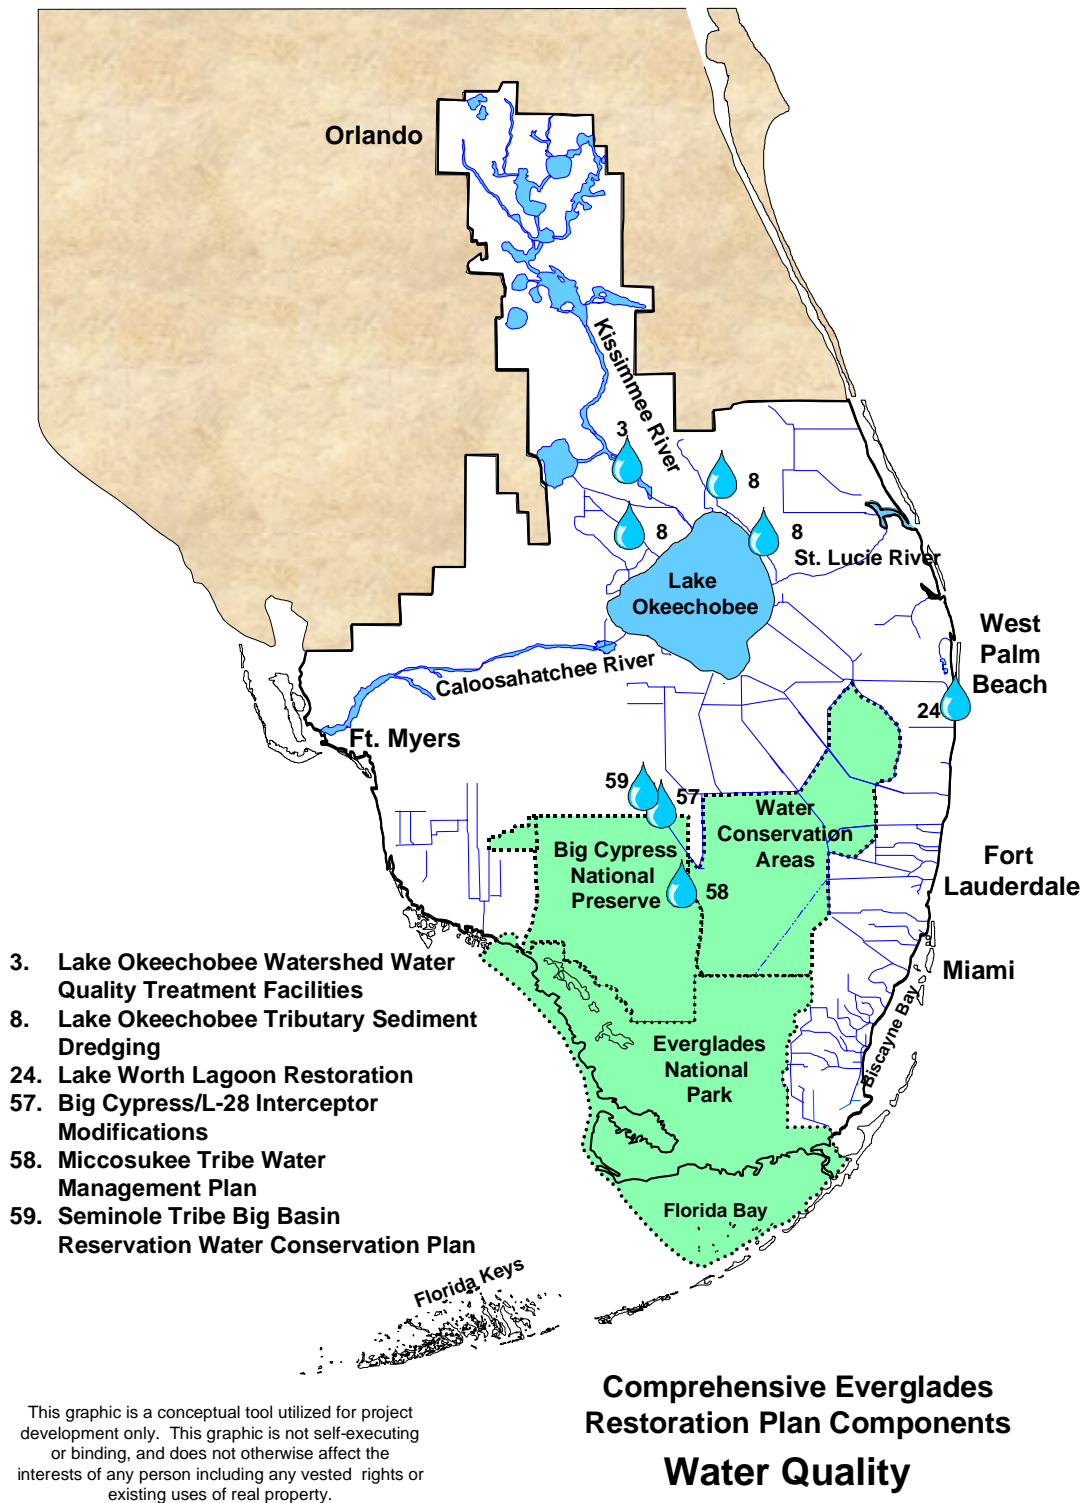 Orlando
Kissimmee River
3
8
8
8
St. Lucie River
Lake
Okeechobee
West
Palm
Beach
Caloosahatchee River
24
Ft. Myers
59
57
Water
Conservation
Areas
Big Cypress
National
Preserve
58
Fort
Lauderdale
Miami
Biscayne Bay
3. Lake Okeechobee Watershed Water
Quality Treatment Facilities
8. Lake Okeechobee Tributary Sediment
Dredging
24. Lake Worth Lagoon Restoration
57. Big Cypress/L-28 Interceptor
Modifications
58. Miccosukee Tribe Water
Management Plan
59. Seminole Tribe Big Basin
Reservation Water Conservation Plan
Everglades
National
Park
Florida Bay
Florida Keys
Comprehensive Everglades
Restoration Plan Components
Water Quality
This graphic is a conceptual tool utilized for project
development only. This graphic is not self-executing
or binding, and does not otherwise affect the
interests of any person including any vested rights or
existing uses of real property.